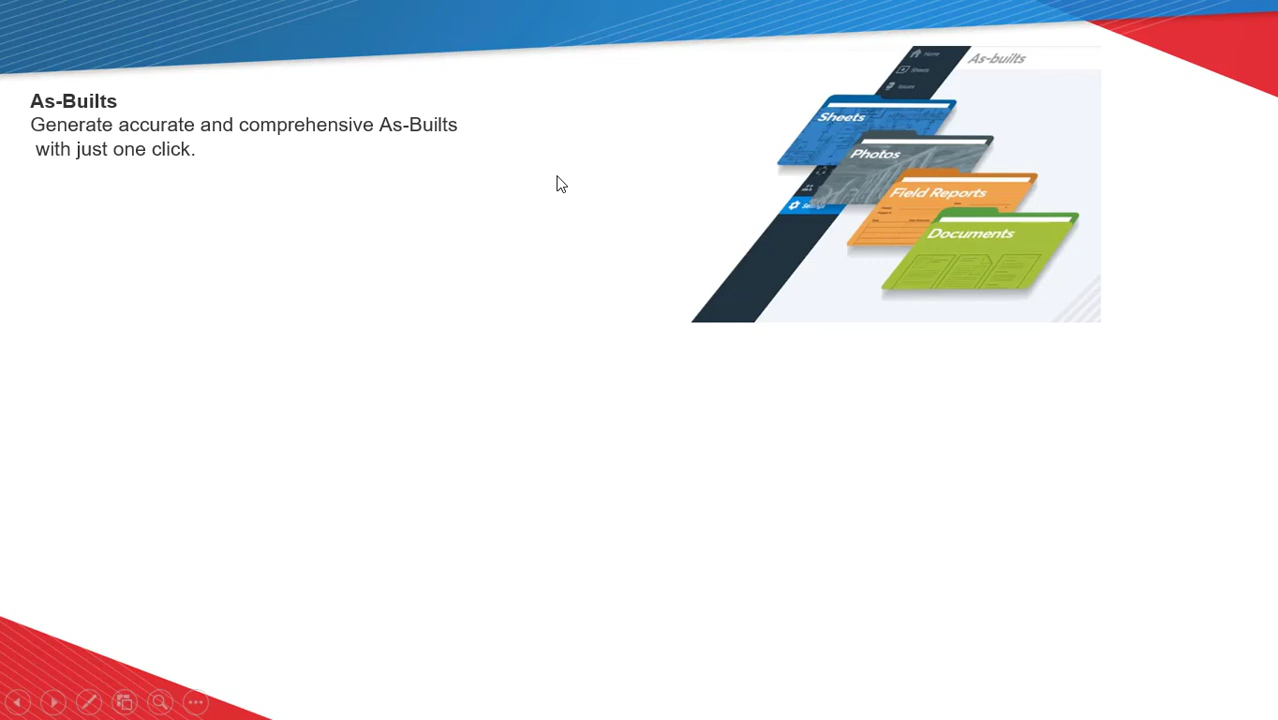 As-Builts
Generate accurate and comprehensive As-Builts
with just one click.
Home
As-builts
Sheets
Issues
Sheets
Photos
Field Reports
Documents